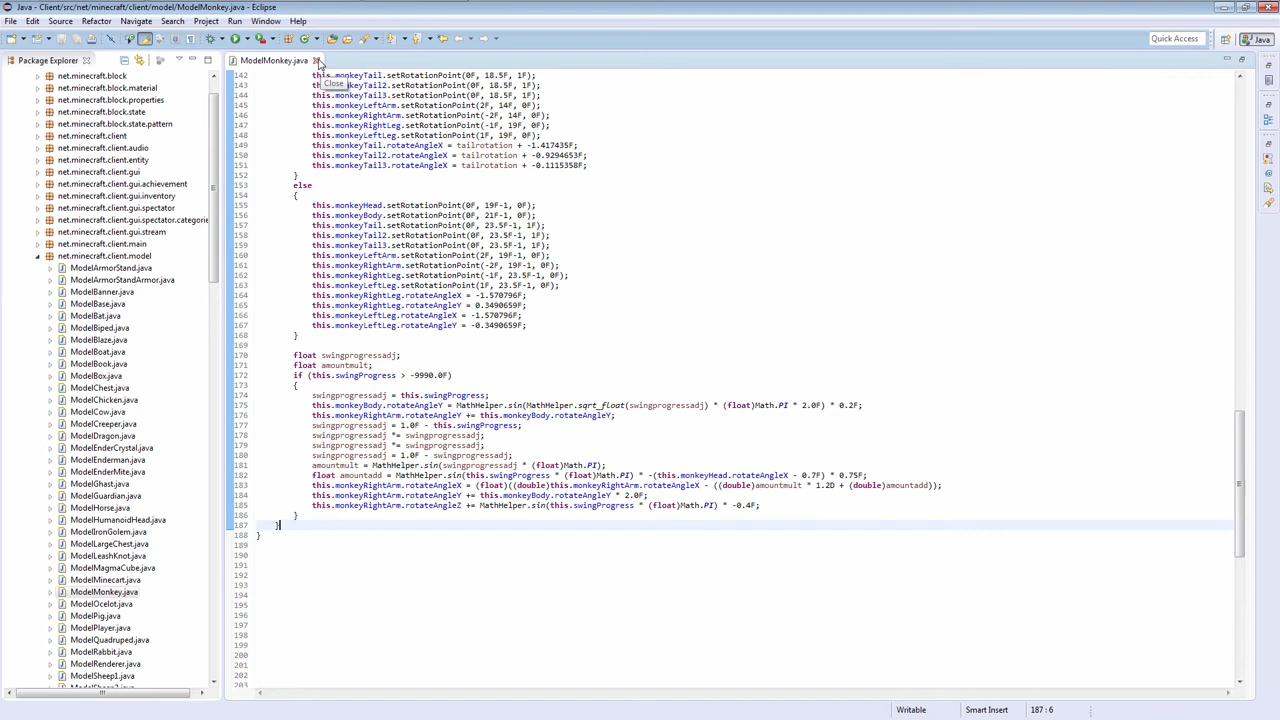 Java - Client/src/net/minecraft/client/model/ModelMonkey.java - Eclipse
File Edit Source Refactor Navigate Search Project Run Window Help
Quick Access
Java
Package Explorer
ModelMonkey.java
Close
net.minecraft.block
net.minecraft.block.material
net.minecraft.block.properties
net.minecraft.block.state
net.minecraft.block.state.pattern
net.minecraft.client
net.minecraft.client.audio
net.minecraft.client.entity
net.minecraft.client.gui
net.minecraft.client.gui.achievement
net.minecraft.client.gui.inventory
net.minecraft.client.gui.spectator
net.minecraft.client.gui.spectator.categorie
net.minecraft.client.gui.stream
net.minecraft.client.main
net.minecraft.client.model
ModelArmorStand.java
ModelArmorStandArmor.java
ModelBanner.java
ModelBase.java
ModelBat.java
ModelBiped.java
ModelBlaze.java
ModelBoat.java
ModelBook.java
ModelBox.java
ModelChest.java
ModelChicken.java
ModelCow.java
ModelCreeper.java
ModelDragon.java
ModelEnderCrystal.java
ModelEnderman.java
ModelEnderMite.java
ModelGhast.java
ModelGuardian.java
ModelHorse.java
ModelHumanoidHead.java
ModelIronGolem.java
ModelLargeChest.java
ModelLeashKnot.java
ModelMagmaCube.java
ModelMinecart.java
ModelMonkey.java
ModelOcelot.java
ModelPig.java
ModelPlayer.java
ModelQuadruped.java
ModelRabbit.java
ModelRenderer.java
ModelSheep1.java
142 this.monkeyTail.setRotationPoint(0F, 18.5F, 1F);
143 this.monkeyTail2.setRotationPoint(0F, 18.5F, 1F);
144 this.monkeyTail3.setRotationPoint(0F, 18.5F, 1F);
145 this.monkeyLeftArm.setRotationPoint(2F, 14F, 0F);
146 this.monkeyRightArm.setRotationPoint(-2F, 14F, 0F);
147 this.monkeyRightLeg.setRotationPoint(-1F, 19F, 0F);
148 this.monkeyLeftLeg.setRotationPoint(1F, 19F, 0F);
149 this.monkeyTail.rotateAngleX = tailrotation + -1.417435F;
150 this.monkeyTail2.rotateAngleX = tailrotation + -0.9294653F;
151 this.monkeyTail3.rotateAngleX = tailrotation + -0.1115358F;
152 }
153 else
154 {
155 this.monkeyHead.setRotationPoint(0F, 19F-1, 0F);
156 this.monkeyBody.setRotationPoint(0F, 21F-1, 0F);
157 this.monkeyTail.setRotationPoint(0F, 23.5F-1, 1F);
158 this.monkeyTail2.setRotationPoint(0F, 23.5F-1, 1F);
159 this.monkeyTail3.setRotationPoint(0F, 23.5F-1, 1F);
160 this.monkeyLeftArm.setRotationPoint(2F, 19F-1, 0F);
161 this.monkeyRightArm.setRotationPoint(-2F, 19F-1, 0F);
162 this.monkeyRightLeg.setRotationPoint(-1F, 23.5F-1, 0F);
163 this.monkeyLeftLeg.setRotationPoint(1F, 23.5F-1, 0F);
164 this.monkeyRightLeg.rotateAngleX = -1.570796F;
165 this.monkeyRightLeg.rotateAngleY = 0.3490659F;
166 this.monkeyLeftLeg.rotateAngleX = -1.570796F;
167 this.monkeyLeftLeg.rotateAngleY = -0.3490659F;
168 }
169
170 float swingprogressadj;
171 float amountmult;
172 if (this.swingProgress > -9990.0F)
173 {
174 swingprogressadj = this.swingProgress;
175 this.monkeyBody.rotateAngleY = MathHelper.sin(MathHelper.sqrt_float(swingprogressadj) * (float)Math.PI * 2.0F) * 0.2F;
176 this.monkeyRightArm.rotateAngleY += this.monkeyBody.rotateAngleY;
177 swingprogressadj = 1.0F - this.swingProgress;
178 swingprogressadj *= swingprogressadj;
179 swingprogressadj *= swingprogressadj;
180 swingprogressadj = 1.0F - swingprogressadj;
181 amountmult = MathHelper.sin(swingprogressadj * (float)Math.PI);
182 float amountadd = MathHelper.sin(this.swingProgress * (float)Math.PI) * -(this.monkeyHead.rotateAngleX - 0.7F) * 0.75F;
183 this.monkeyRightArm.rotateAngleX = (float)((double)this.monkeyRightArm.rotateAngleX - ((double)amountmult * 1.2D + (double)amountadd));
184 this.monkeyRightArm.rotateAngleY += this.monkeyBody.rotateAngleY * 2.0F;
185 this.monkeyRightArm.rotateAngleZ += MathHelper.sin(this.swingProgress * (float)Math.PI) * -0.4F;
186 }
187 }
188 }
189
190
191
192
193
194
195
196
197
198
199
200
201
202
203
Writable Smart Insert 187 : 6